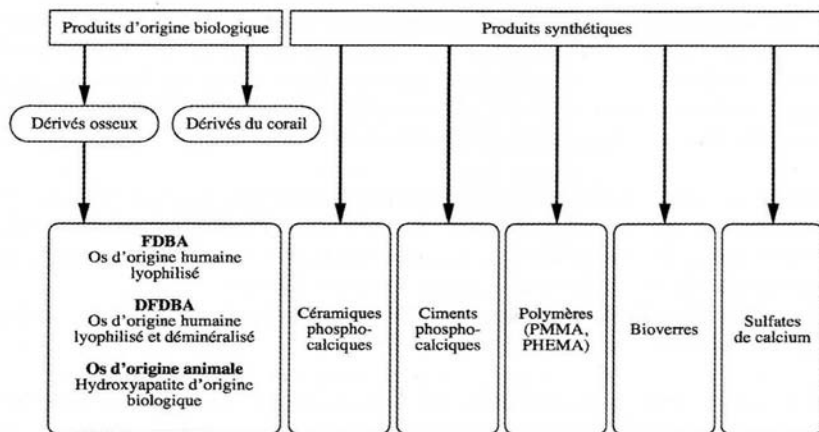 Produits d'origine biologique
Produits synthétiques
Dérivés osseux
Dérivés du corail
FDBA
Os d'origine humaine
lyophilisé
DFDBA
Os d'origine humaine
lyophilisé et déminéralisé
Os d'origine animale
Hydroxyapatite d'origine
biologique
Céramiques
phospho-
calciques
Ciments
phospho-
calciques
Polymères
(PMMA,
PHEMA)
Bioverres
Sulfates
de calcium